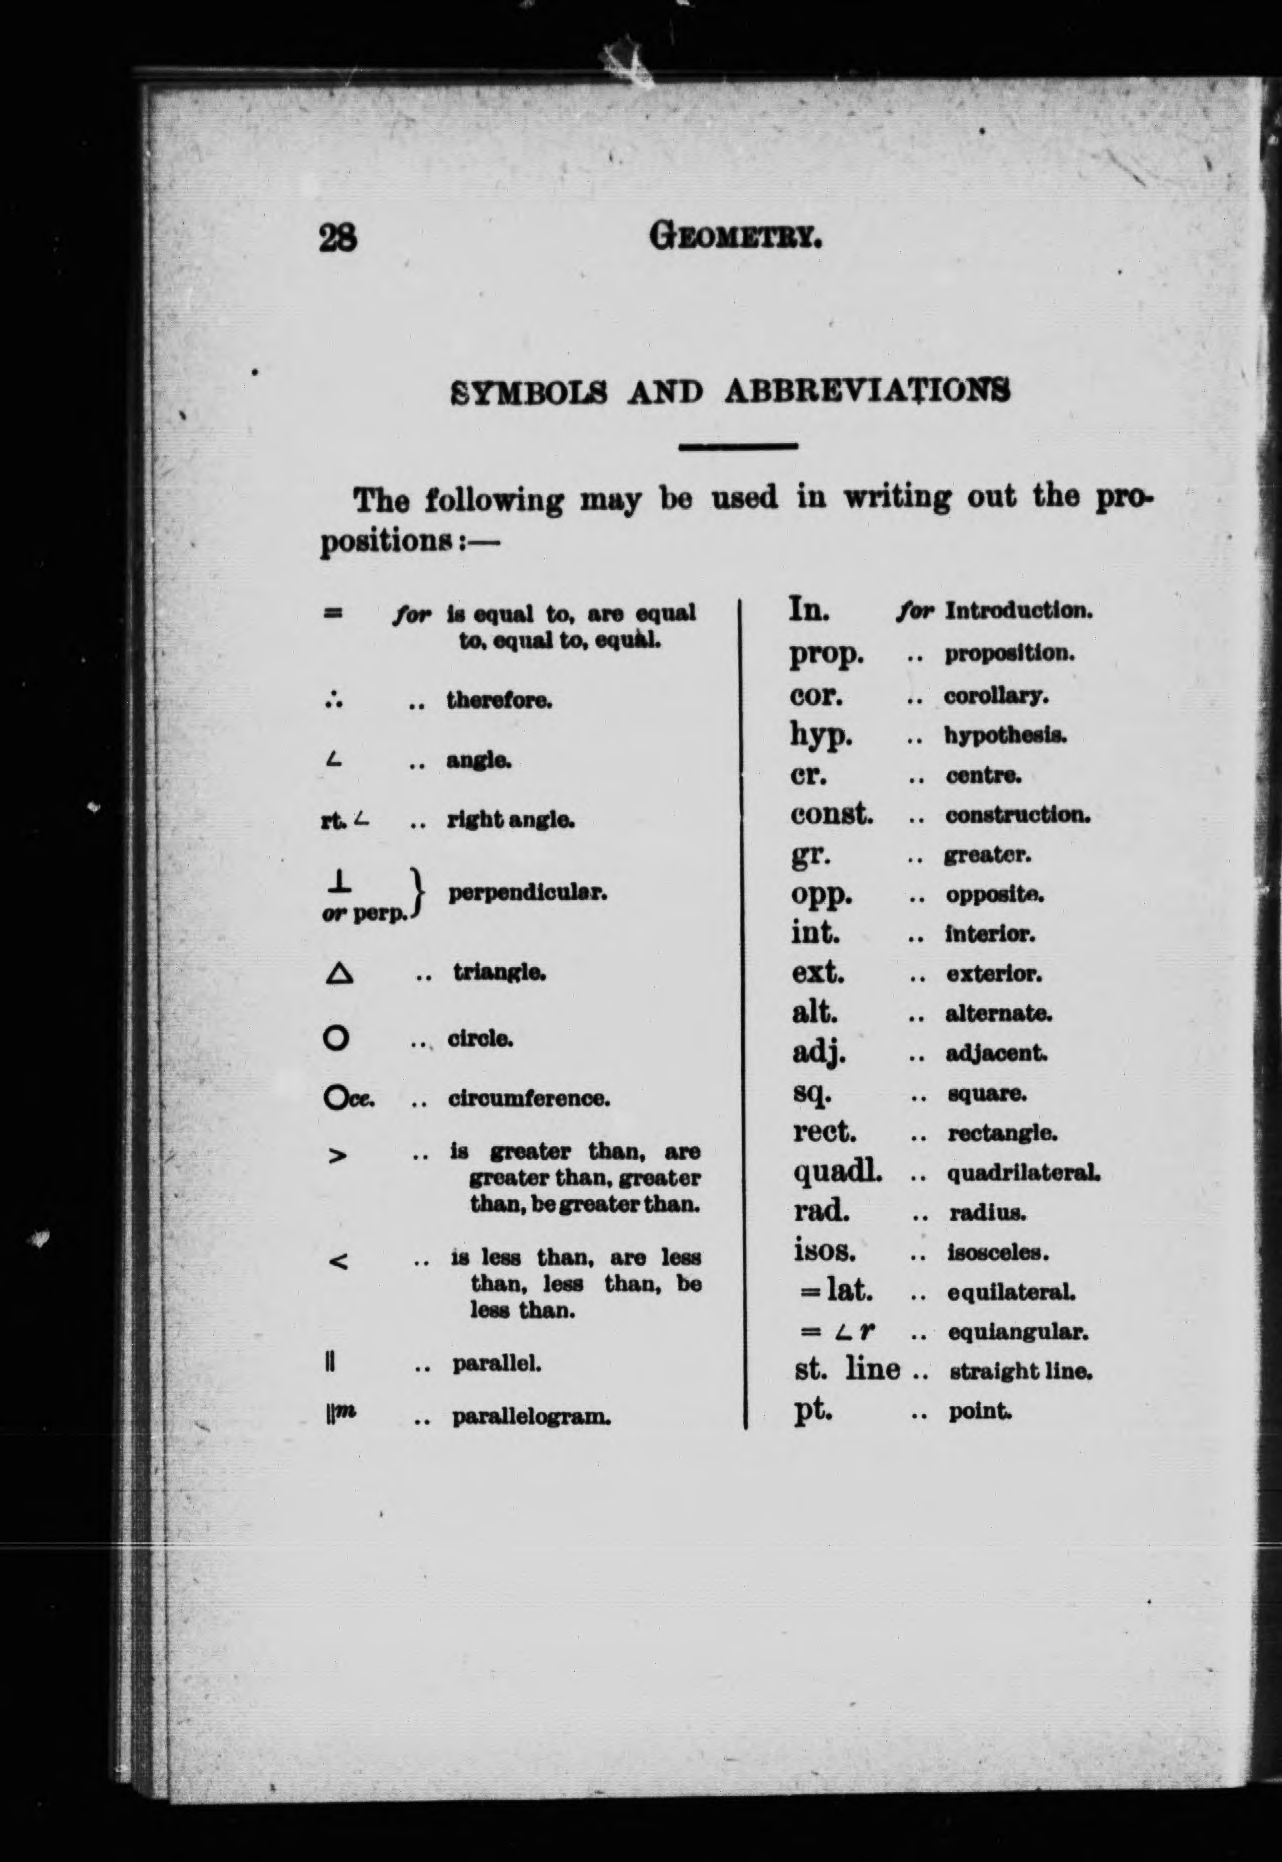 28 GEOMETRY.
SYMBOLS AND ABBREVIATIONS
The following may be used in writing out the pro-
positions:—
= for is equal to, are equal
to, equal to, equal.
∴ .. therefore.
∠ .. angle.
rt. ∠ .. right angle.
⊥
or perp. } perpendicular.
△ .. triangle.
○ .. circle.
○ce. .. circumference.
> .. is greater than, are
greater than, greater
than, be greater than.
< .. is less than, are less
than, less than, be
less than.
∥ .. parallel.
∥m .. parallelogram.
In. for Introduction.
prop. .. proposition.
cor. .. corollary.
hyp. .. hypothesis.
cr. .. centre.
const. .. construction.
gr. .. greater.
opp. .. opposite.
int. .. interior.
ext. .. exterior.
alt. .. alternate.
adj. .. adjacent.
sq. .. square.
rect. .. rectangle.
quadl. .. quadrilateral.
rad. .. radius.
isos. .. isosceles.
=lat. .. equilateral.
= ∠r .. equiangular.
st. line .. straight line.
pt. .. point.